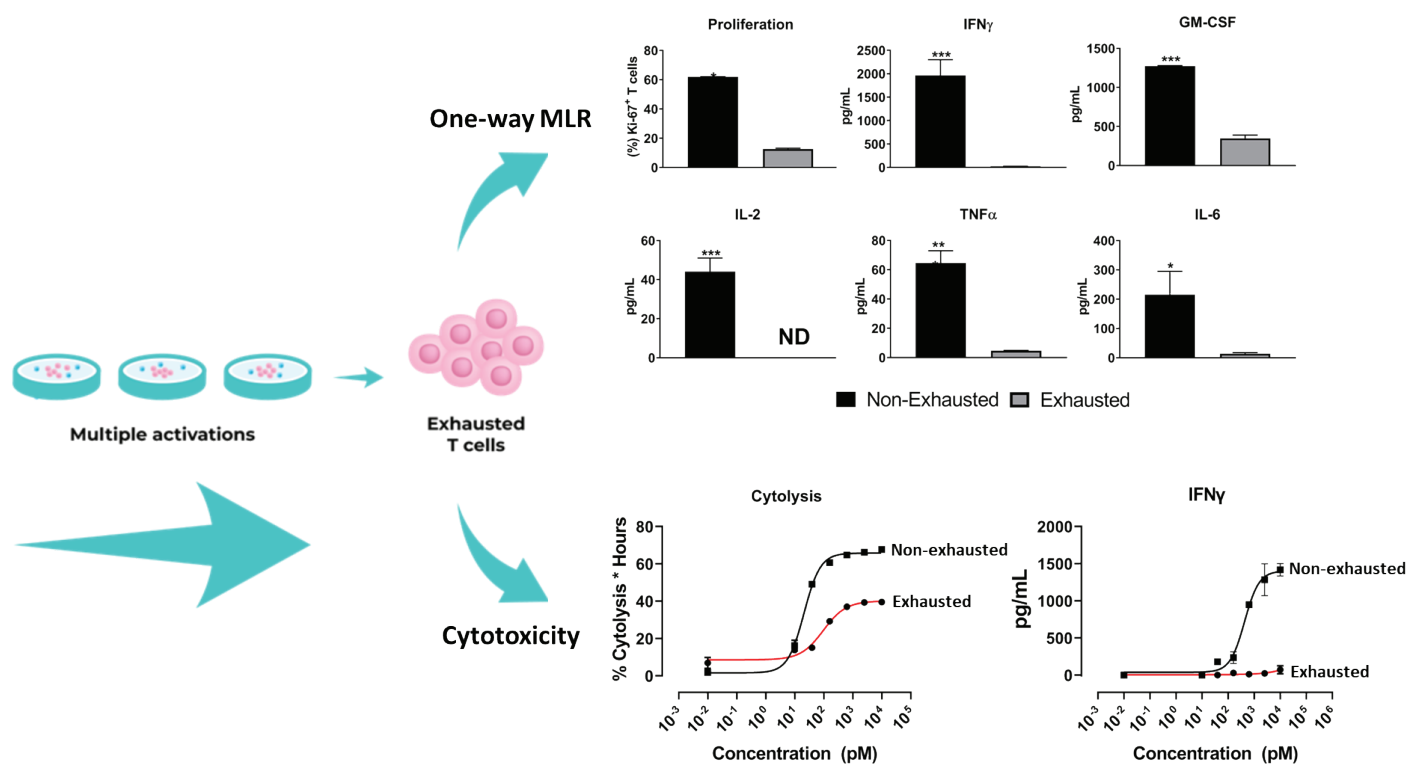 Multiple activations
Exhausted
T cells
One-way MLR
Cytotoxicity
Proliferation
(%) Ki-67⁺ T cells
80
60
40
20
0
*
IFNγ
pg/mL
2500
2000
1500
1000
500
0
***
GM-CSF
pg/mL
1500
1000
500
0
***
IL-2
pg/mL
60
40
20
0
***
ND
TNFα
pg/mL
80
60
40
20
0
**
IL-6
pg/mL
400
300
200
100
0
*
Non-Exhausted
Exhausted
Cytolysis
% Cytolysis * Hours
80
60
40
20
0
Non-exhausted
Exhausted
10⁻³ 10⁻² 10⁻¹ 10⁰ 10¹ 10² 10³ 10⁴ 10⁵
Concentration (pM)
IFNγ
pg/mL
2000
1500
1000
500
0
Non-exhausted
Exhausted
10⁻³ 10⁻² 10⁻¹ 10⁰ 10¹ 10² 10³ 10⁴ 10⁵ 10⁶
Concentration (pM)